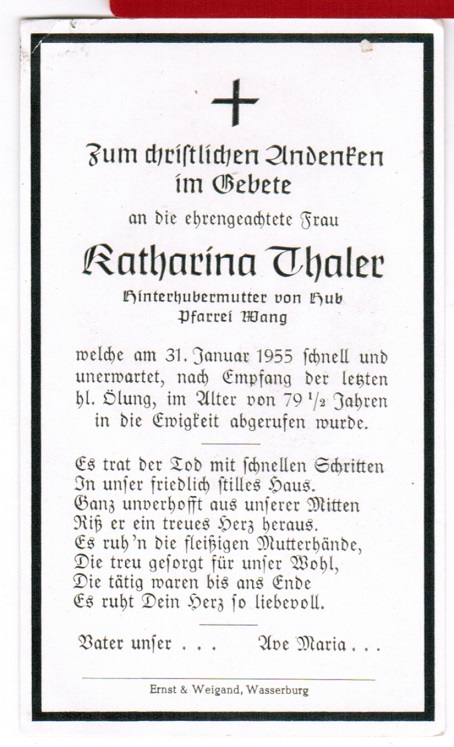 Zum christlichen Andenken
im Gebete
an die ehrengeachtete Frau
Katharina Thaler
Hinterhubermutter von Hub
Pfarrei Wang
welche am 31. Januar 1955 schnell und
unerwartet, nach Empfang der letzten
hl. Ölung, im Alter von 79 1/2 Jahren
in die Ewigkeit abgerufen wurde.
Es trat der Tod mit schnellen Schritten
In unser friedlich stilles Haus.
Ganz unverhofft aus unserer Mitten
Riß er ein treues Herz heraus.
Es ruh'n die fleißigen Mutterhände,
Die treu gesorgt für unser Wohl,
Die tätig waren bis ans Ende
Es ruht Dein Herz so liebevoll.
Vater unser . . . Ave Maria . . .
Ernst & Weigand, Wasserburg